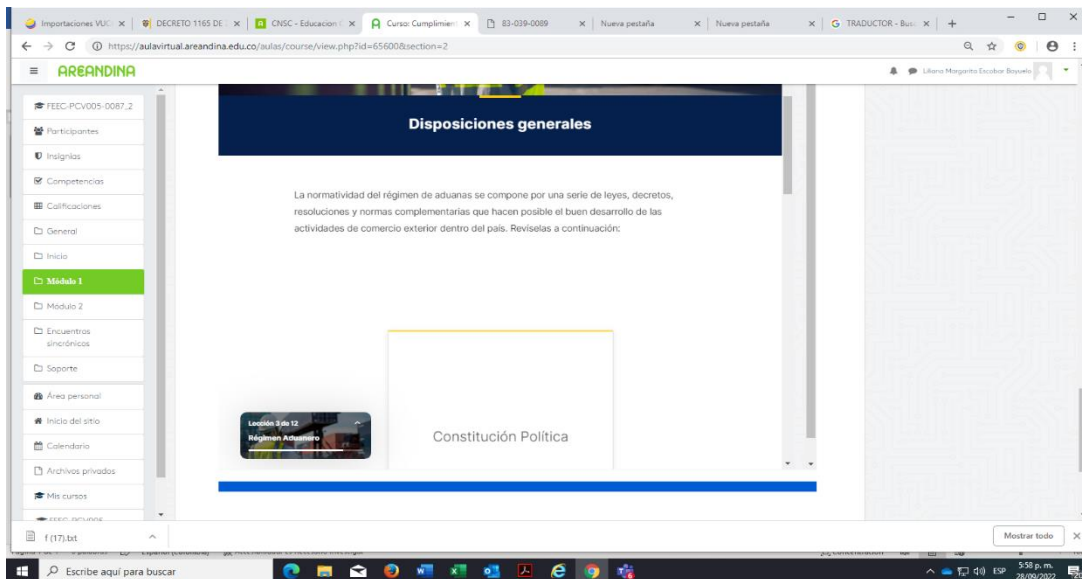 Importaciones VUC
DECRETO 1165 DE
CNSC - Educacion
Curso: Cumplimien
83-039-0089
Nueva pestaña
Nueva pestaña
TRADUCTOR - Bus
https://aulavirtual.areandina.edu.co/aulas/course/view.php?id=65600&section=2
AREANDINA
Liliana Margarita Escobar Bayuelo
FEEC-PCV005-0087_2
Participantes
Insignias
Competencias
Calificaciones
General
Inicio
Módulo 1
Módulo 2
Encuentros
sincrónicos
Soporte
Área personal
Inicio del sitio
Calendario
Archivos privados
Mis cursos
Disposiciones generales
La normatividad del régimen de aduanas se compone por una serie de leyes, decretos,
resoluciones y normas complementarias que hacen posible el buen desarrollo de las
actividades de comercio exterior dentro del país. Revíselas a continuación:
Lección 3 de 12
Régimen Aduanero
Constitución Política
f (17).txt
Mostrar todo
Escribe aquí para buscar
ESP
5:58 p. m.
28/09/2022